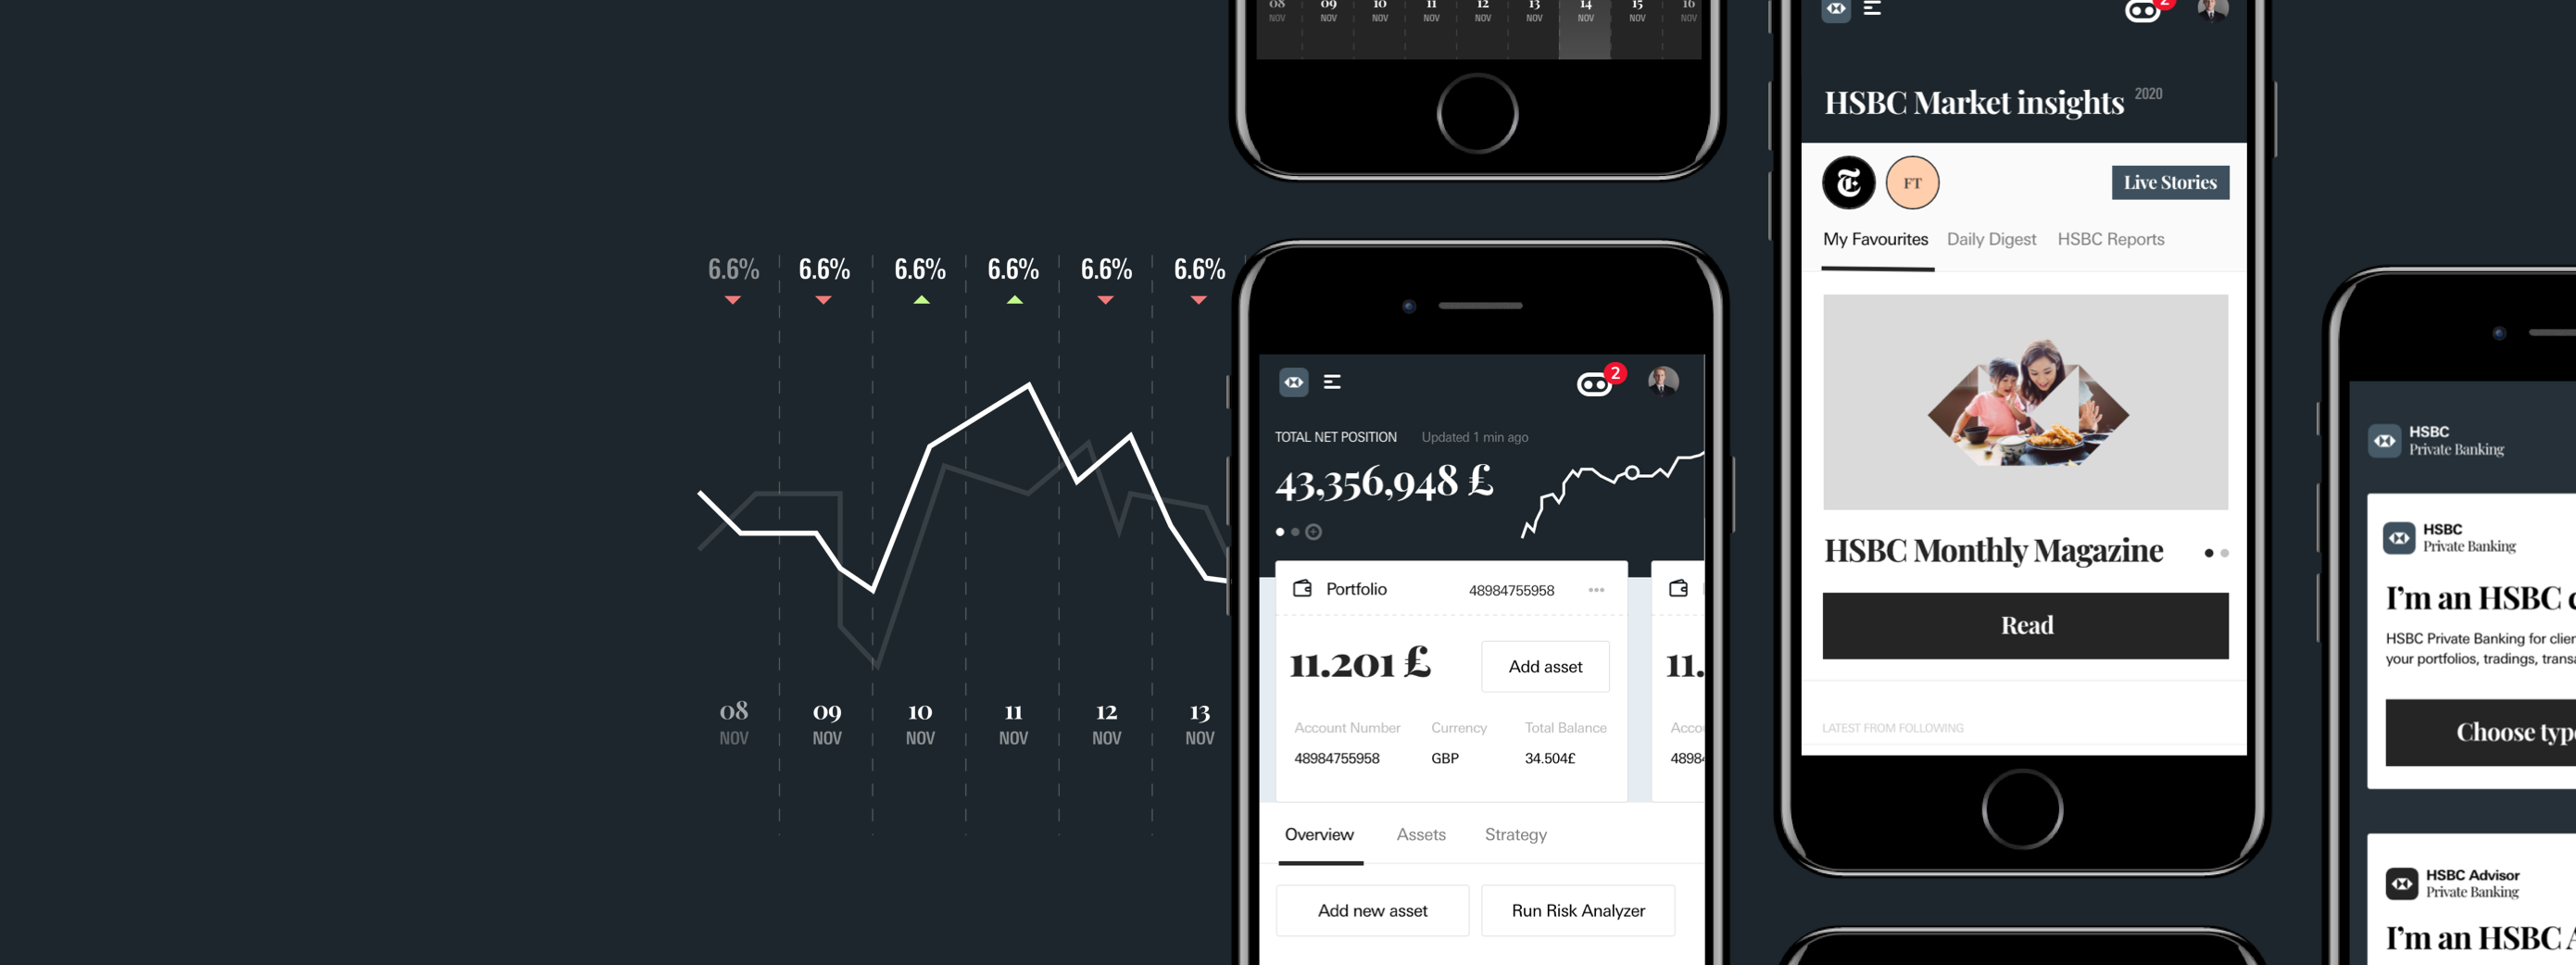 08 09 10 11 12 13 14 15 16
NOV NOV NOV NOV NOV NOV NOV NOV NOV
6.6% 6.6% 6.6% 6.6% 6.6% 6.6%
08 09 10 11 12 13
NOV NOV NOV NOV NOV NOV
2
TOTAL NET POSITION Updated 1 min ago
43,356,948 £
Portfolio 48984755958
11.201 £ Add asset 11.
Account Number Currency Total Balance Acco
48984755958 GBP 34.504£ 4898
Overview Assets Strategy
Add new asset Run Risk Analyzer
2
HSBC Market insights 2020
T FT Live Stories
My Favourites Daily Digest HSBC Reports
HSBC Monthly Magazine
Read
LATEST FROM FOLLOWING
HSBC
Private Banking
HSBC
Private Banking
I'm an HSBC
HSBC Private Banking for clien
your portfolios, tradings, transa
Choose type
HSBC Advisor
Private Banking
I'm an HSBC A